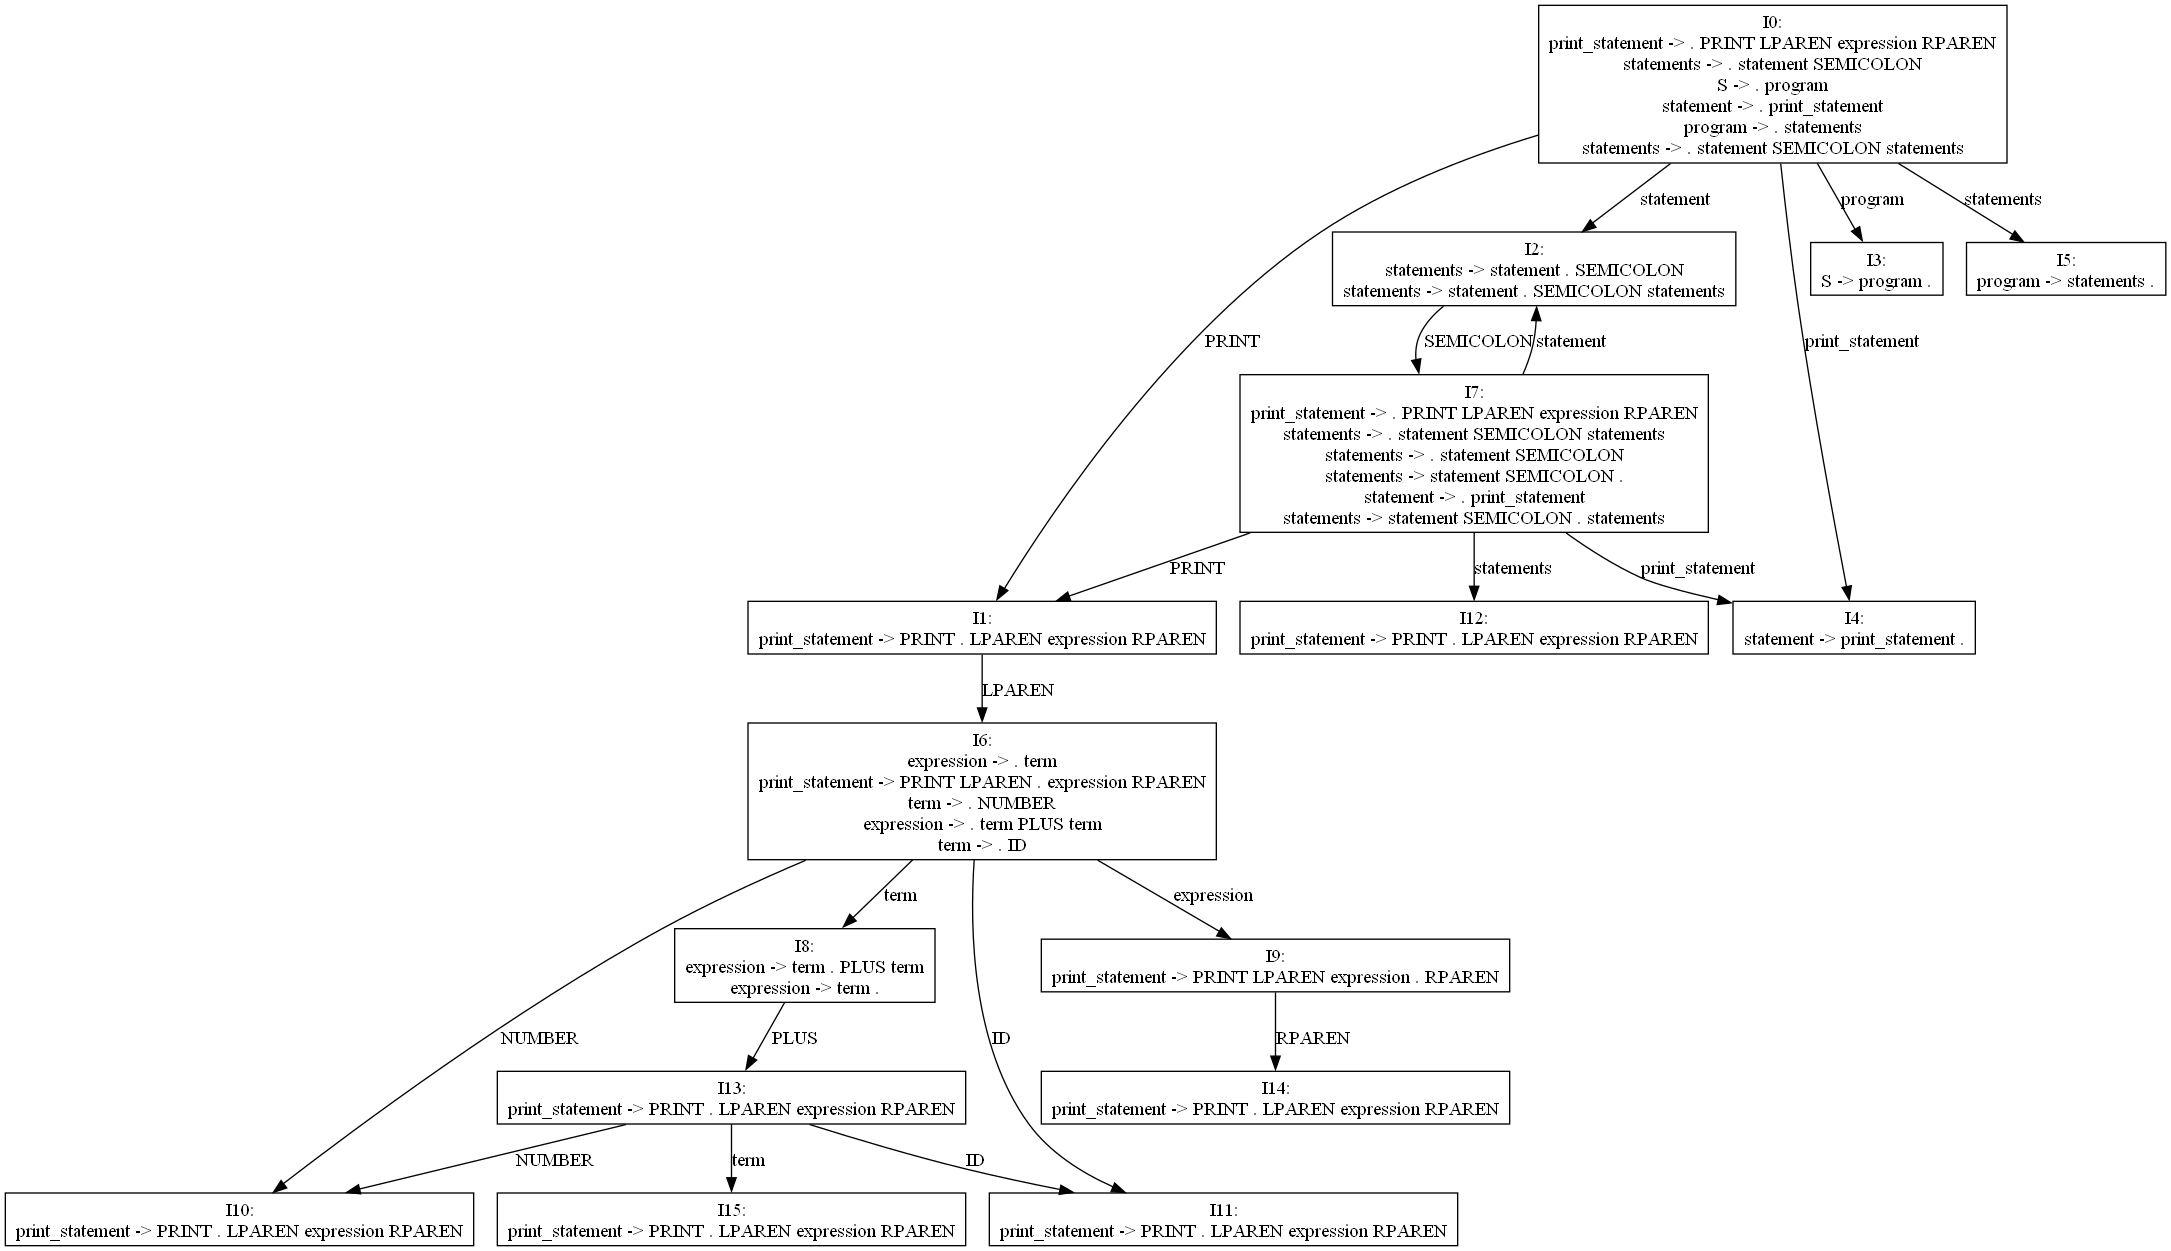 I0:
print_statement -> . PRINT LPAREN expression RPAREN
statements -> . statement SEMICOLON
S -> . program
statement -> . print_statement
program -> . statements
statements -> . statement SEMICOLON statements
statement
program
statements
I2:
statements -> statement . SEMICOLON
statements -> statement . SEMICOLON statements
I3:
S -> program .
I5:
program -> statements .
PRINT
SEMICOLON
statement
print_statement
I7:
print_statement -> . PRINT LPAREN expression RPAREN
statements -> . statement SEMICOLON statements
statements -> . statement SEMICOLON
statements -> statement SEMICOLON .
statement -> . print_statement
statements -> statement SEMICOLON . statements
PRINT
statements
print_statement
I1:
print_statement -> PRINT . LPAREN expression RPAREN
I12:
print_statement -> PRINT . LPAREN expression RPAREN
I4:
statement -> print_statement .
LPAREN
I6:
expression -> . term
print_statement -> PRINT LPAREN . expression RPAREN
term -> . NUMBER
expression -> . term PLUS term
term -> . ID
term
expression
I8:
expression -> term . PLUS term
expression -> term .
I9:
print_statement -> PRINT LPAREN expression . RPAREN
NUMBER
PLUS
ID
RPAREN
I13:
print_statement -> PRINT . LPAREN expression RPAREN
I14:
print_statement -> PRINT . LPAREN expression RPAREN
NUMBER
term
ID
I10:
print_statement -> PRINT . LPAREN expression RPAREN
I15:
print_statement -> PRINT . LPAREN expression RPAREN
I11:
print_statement -> PRINT . LPAREN expression RPAREN